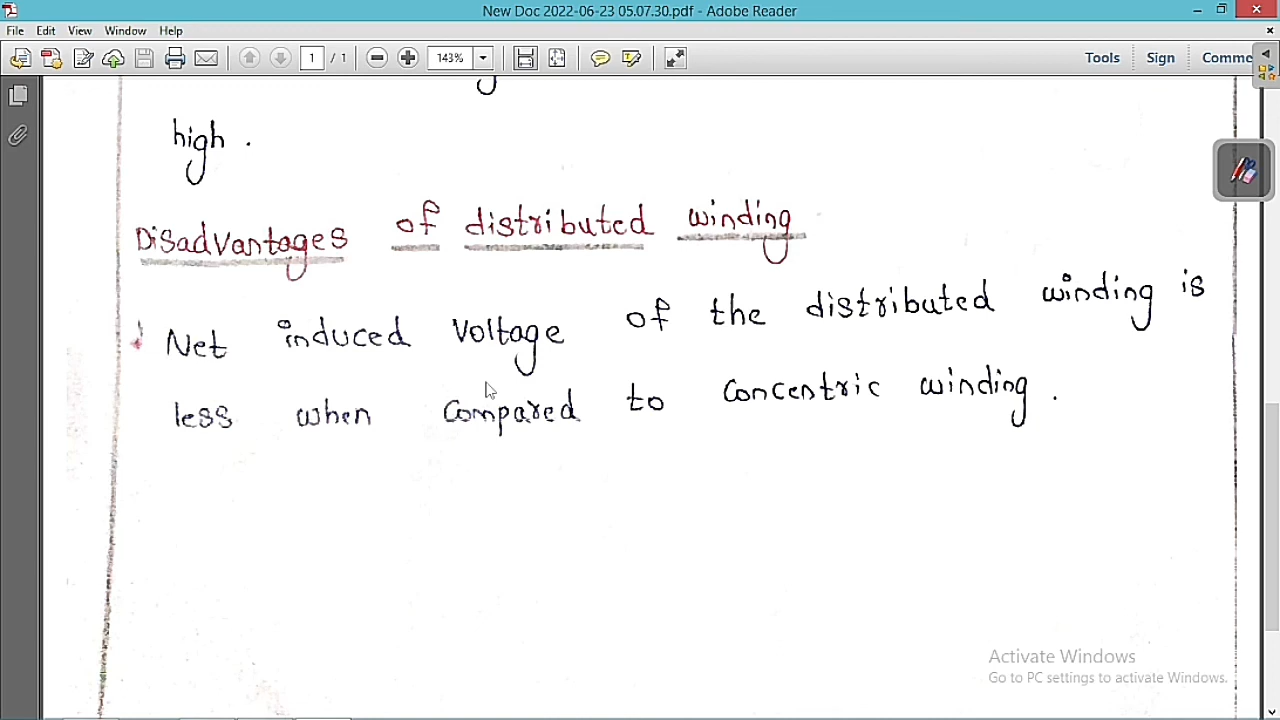 New Doc 2022-06-23 05.07.30.pdf - Adobe Reader
File Edit View Window Help
1 / 1 143% Tools Sign Comme
high .
Disadvantages of distributed winding
Net induced Voltage of the distributed winding is
less when compared to concentric winding .
Activate Windows
Go to PC settings to activate Windows.